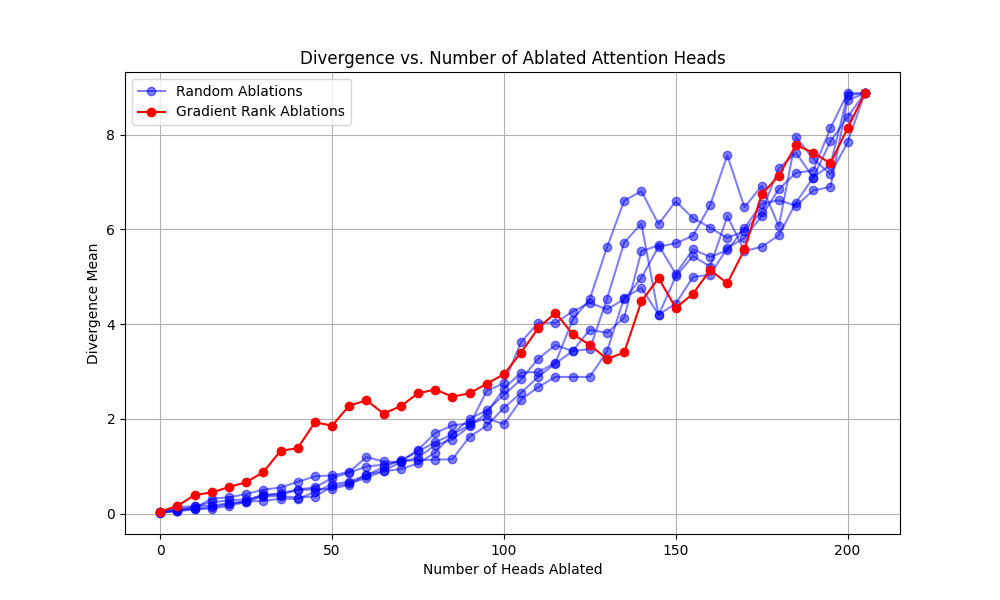 Divergence vs. Number of Ablated Attention Heads
Random Ablations
Gradient Rank Ablations
8
6
4
2
0
Divergence Mean
0 50 100 150 200
Number of Heads Ablated